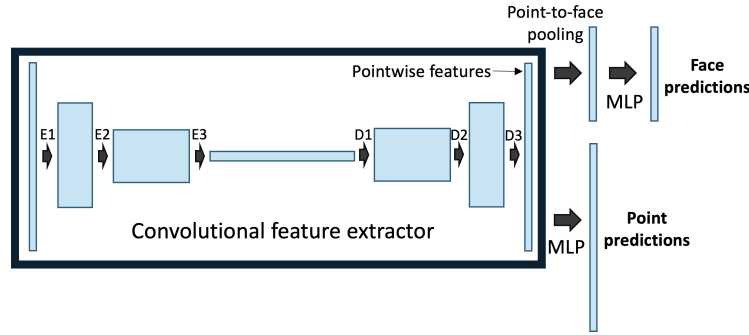 Point-to-face
pooling
Pointwise features
MLP
Face
predictions
E1
E2
E3
D1
D2
D3
Convolutional feature extractor
MLP
Point
predictions